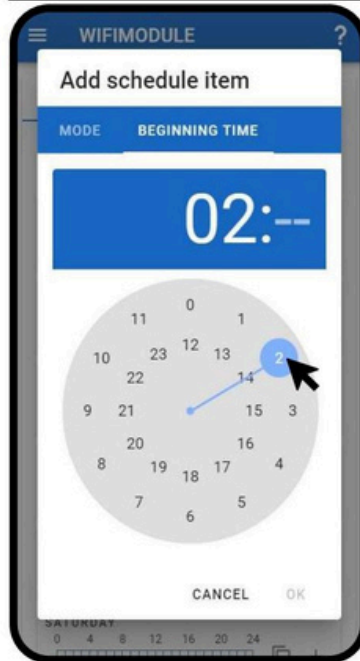 WIFIMODULE ?
Add schedule item
MODE BEGINNING TIME
02:--
0
11 1
12
23 13
10 2
22 14
9 21 15 3
20 16
8 4
19 17
18
7 5
6
CANCEL OK
SATURDAY
0 4 8 12 16 20 24